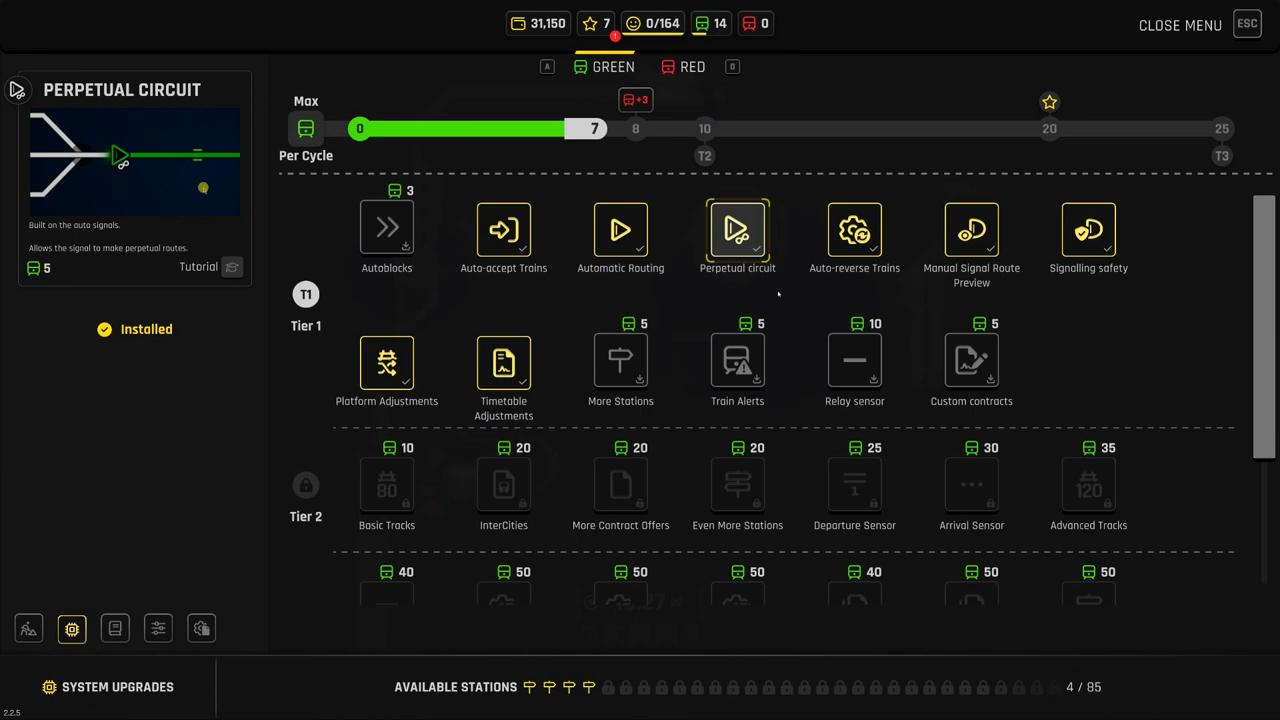 31,150 7 0/164 14 0
!
CLOSE MENU ESC
A GREEN RED D
PERPETUAL CIRCUIT
Max
+3
0 7 8 10 20 25
Per Cycle
T2 T3
Built on the auto signals.
Allows the signal to make perpetual routes.
5 Tutorial
Installed
3
Autoblocks Auto-accept Trains Automatic Routing Perpetual circuit Auto-reverse Trains Manual Signal Route Preview Signalling safety
T1
Tier 1
5 5 10 5
Platform Adjustments Timetable Adjustments More Stations Train Alerts Relay sensor Custom contracts
10 20 20 20 25 30 35
80 1 120
Basic Tracks InterCities More Contract Offers Even More Stations Departure Sensor Arrival Sensor Advanced Tracks
Tier 2
40 50 50 50 40 50 50
SYSTEM UPGRADES
AVAILABLE STATIONS 4 / 85
2.2.5